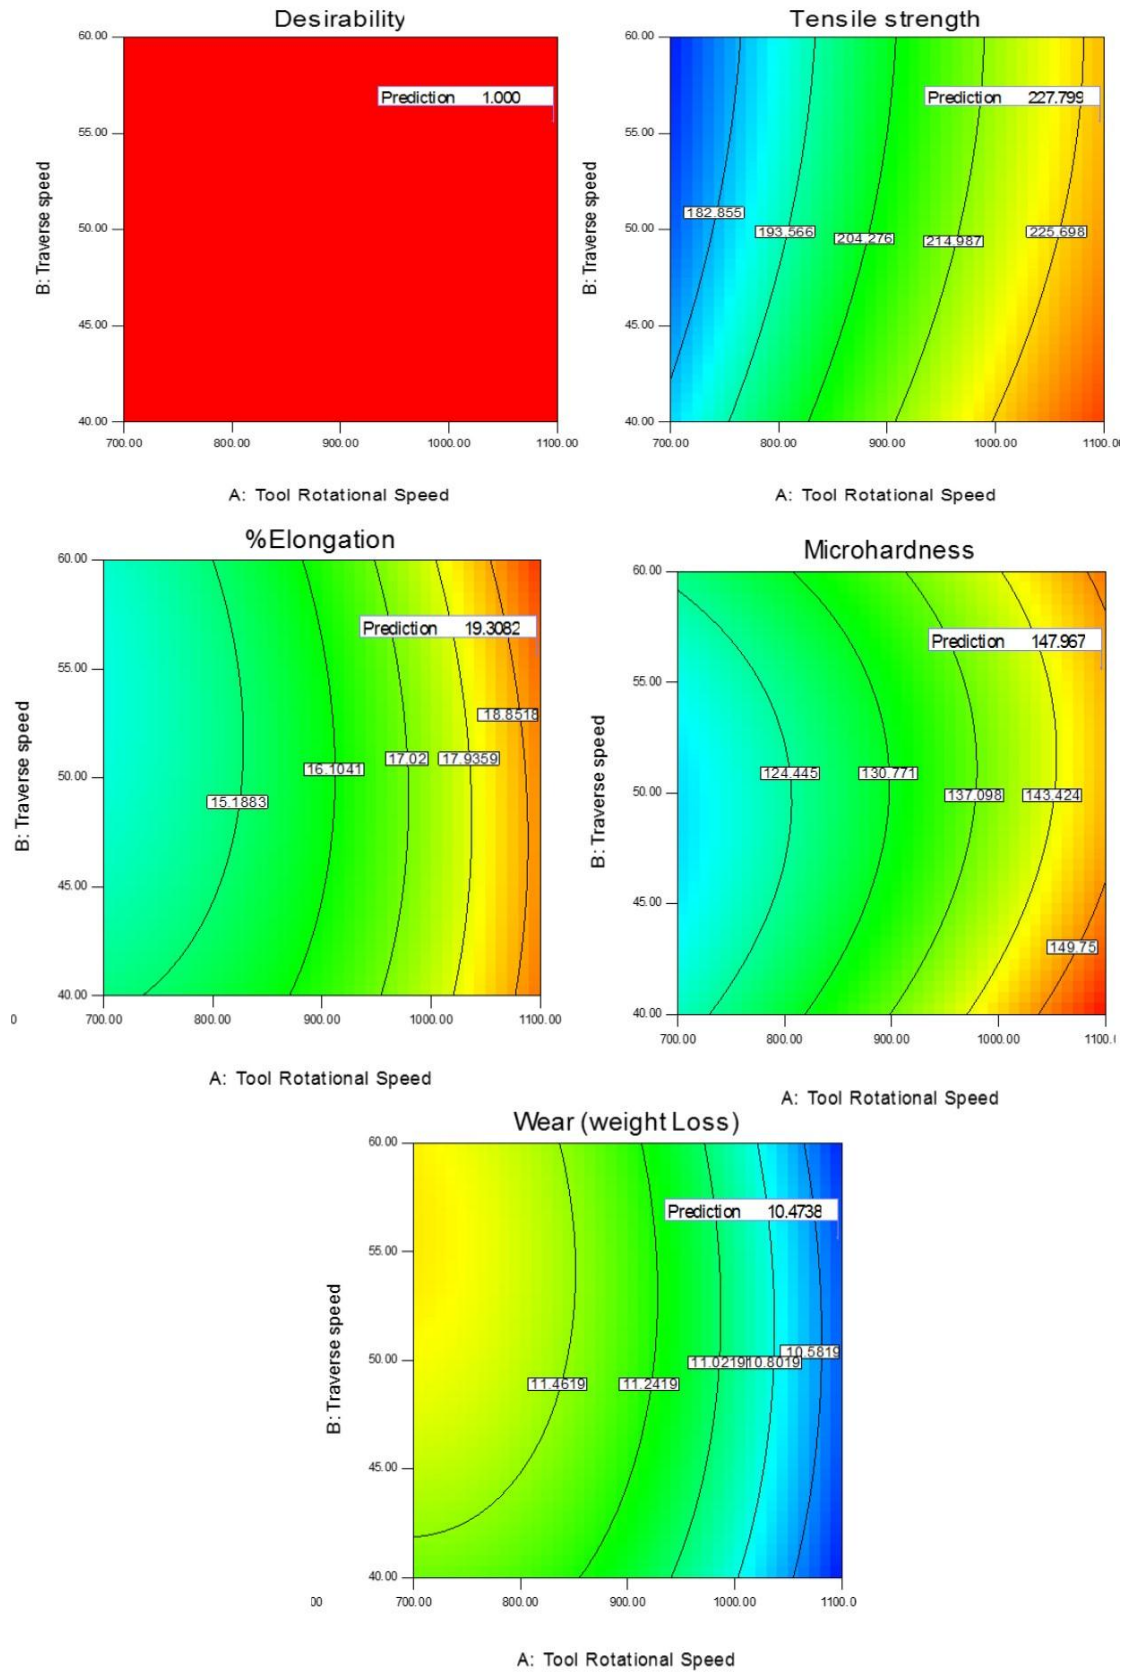 Desirability
60.00
55.00
50.00
45.00
40.00
B: Traverse speed
Prediction 1.000
700.00 800.00 900.00 1000.00 1100.00
A: Tool Rotational Speed
Tensile strength
60.00
55.00
50.00
45.00
40.00
B: Traverse speed
Prediction 227.799
182.855
193.566
204.276
214.987
225.698
700.00 800.00 900.00 1000.00 1100.0
A: Tool Rotational Speed
%Elongation
60.00
55.00
50.00
45.00
40.00
B: Traverse speed
Prediction 19.3082
18.8518
17.9359
17.02
16.1041
15.1883
0
700.00 800.00 900.00 1000.00 1100.00
A: Tool Rotational Speed
Microhardness
60.00
55.00
50.00
45.00
40.00
B: Traverse speed
Prediction 147.967
124.445
130.771
137.098
143.424
149.75
700.00 800.00 900.00 1000.00 1100.0
A: Tool Rotational Speed
Wear (weight Loss)
60.00
55.00
50.00
45.00
40.00
B: Traverse speed
Prediction 10.4738
11.4619
11.2419
11.0219
10.8019
10.5819
00
700.00 800.00 900.00 1000.00 1100.0
A: Tool Rotational Speed